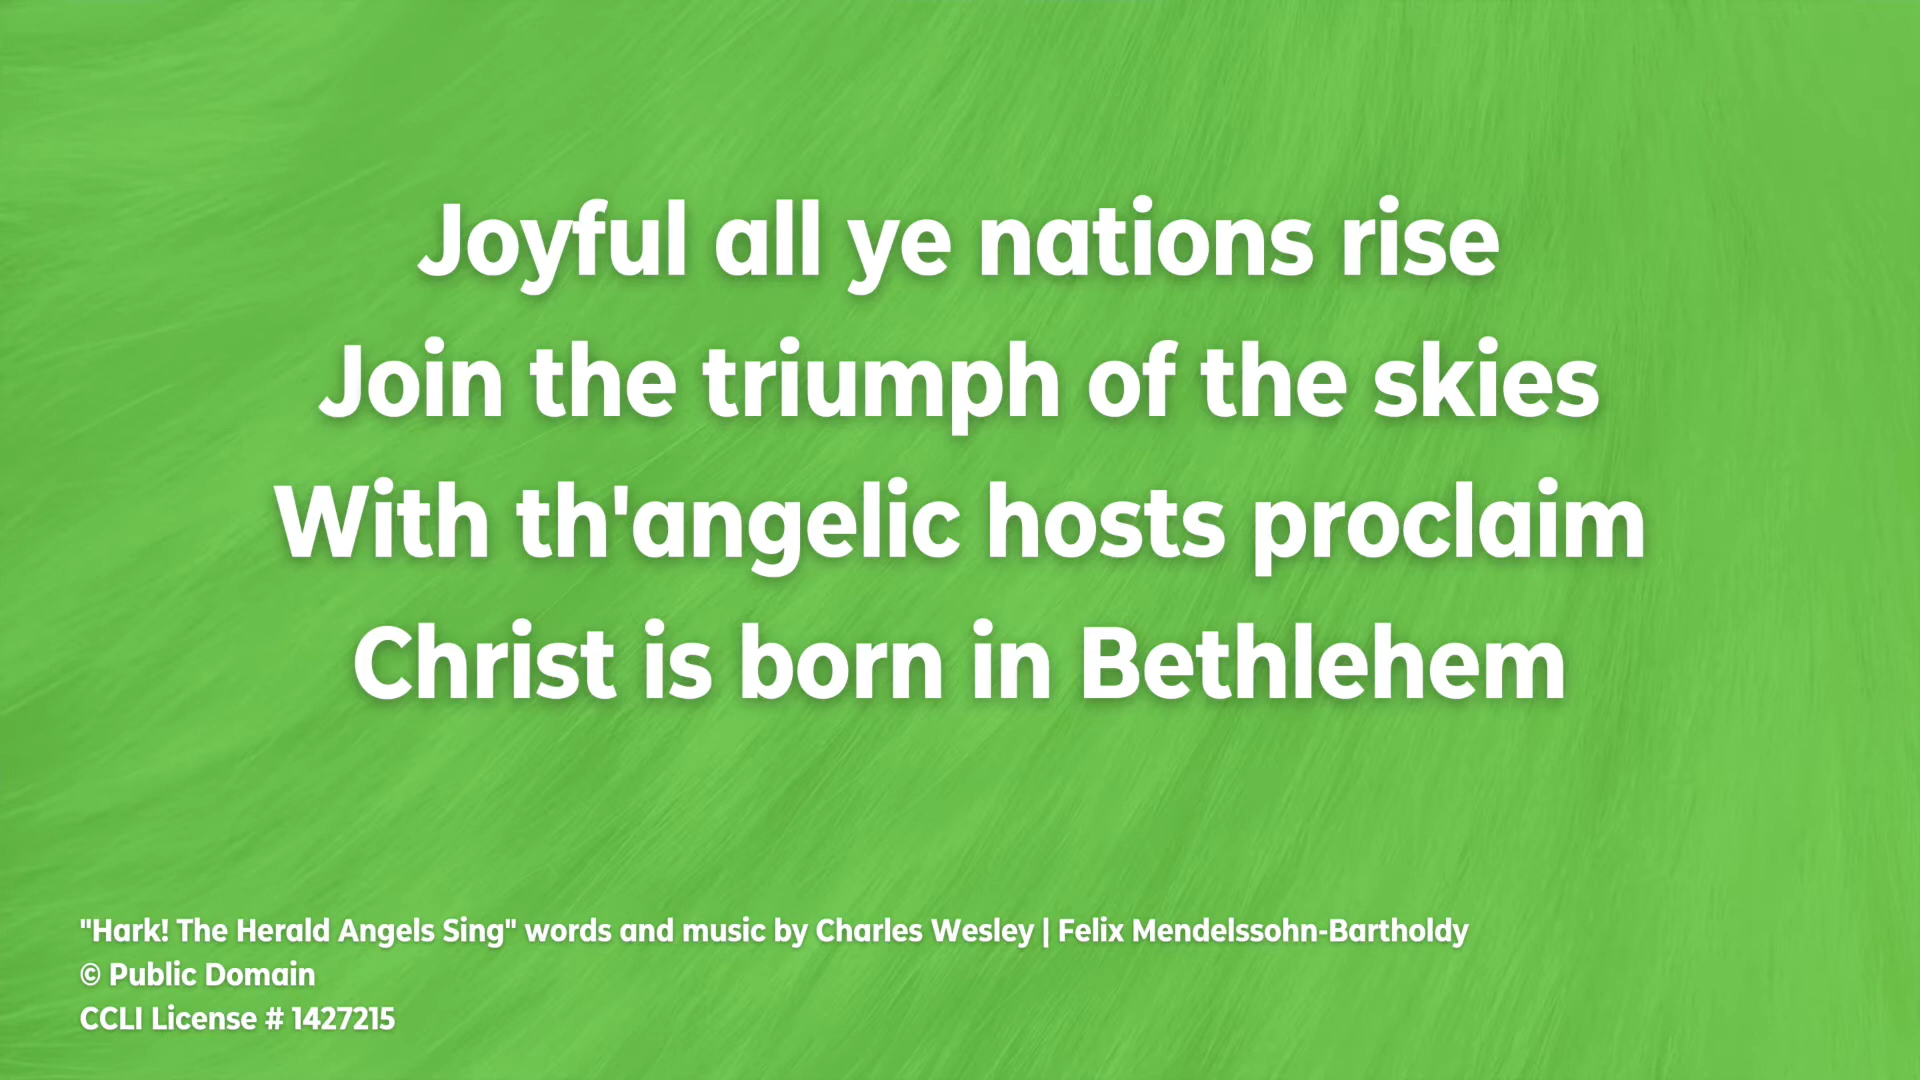 Joyful all ye nations rise
Join the triumph of the skies
With th'angelic hosts proclaim
Christ is born in Bethlehem
"Hark! The Herald Angels Sing" words and music by Charles Wesley | Felix Mendelssohn-Bartholdy
© Public Domain
CCLI License # 1427215